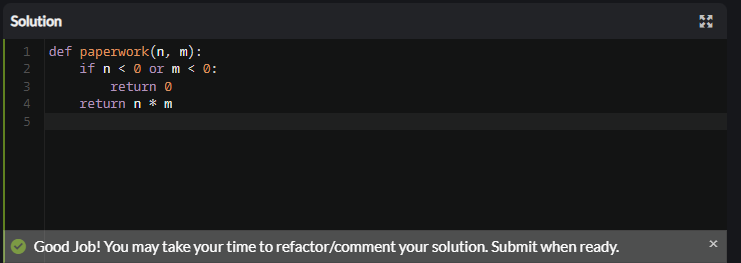 Solution
1 def paperwork(n, m):
2     if n < 0 or m < 0:
3         return 0
4     return n * m
5
Good Job! You may take your time to refactor/comment your solution. Submit when ready.